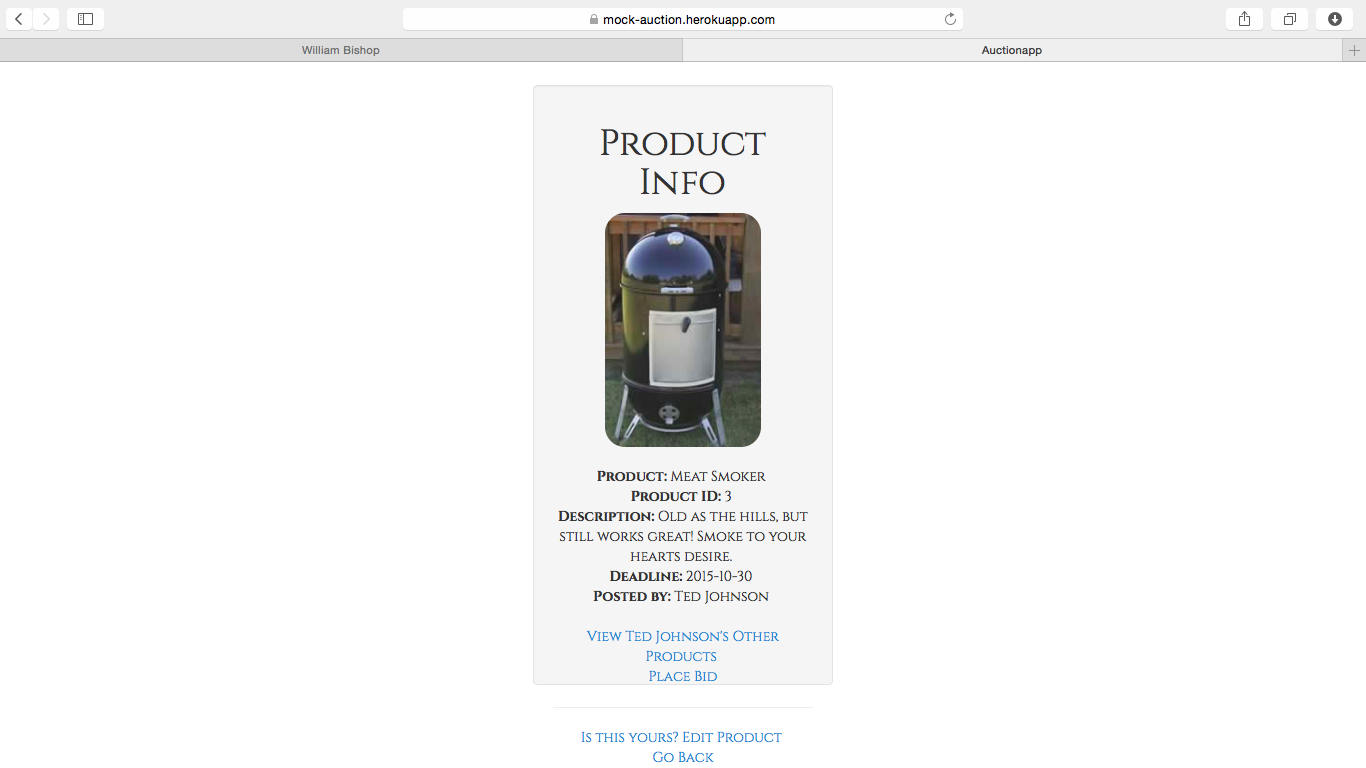 mock-auction.herokuapp.com
William Bishop
Auctionapp
Product
Info
Product: Meat Smoker
Product ID: 3
Description: Old as the hills, but
still works great! Smoke to your
hearts desire.
Deadline: 2015-10-30
Posted by: Ted Johnson
View Ted Johnson's Other
Products
Place Bid
Is this yours? Edit Product
Go Back